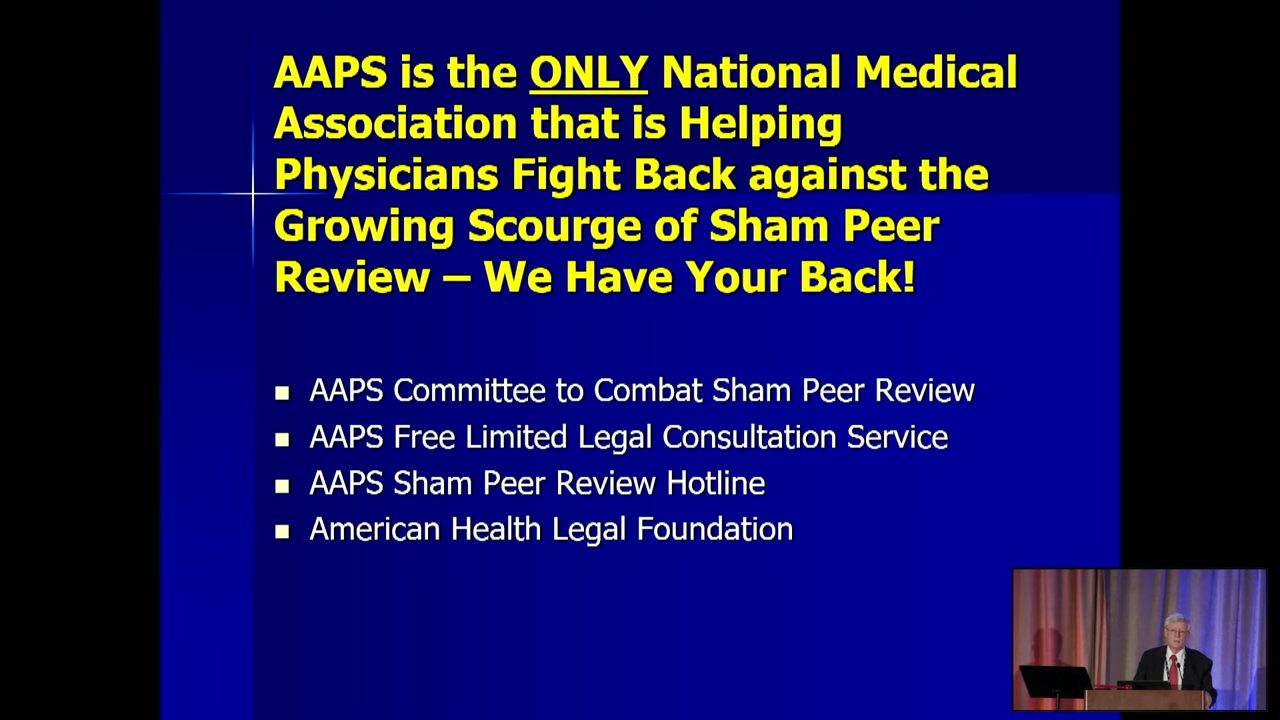 AAPS is the ONLY National Medical
Association that is Helping
Physicians Fight Back against the
Growing Scourge of Sham Peer
Review – We Have Your Back!
AAPS Committee to Combat Sham Peer Review
AAPS Free Limited Legal Consultation Service
AAPS Sham Peer Review Hotline
American Health Legal Foundation